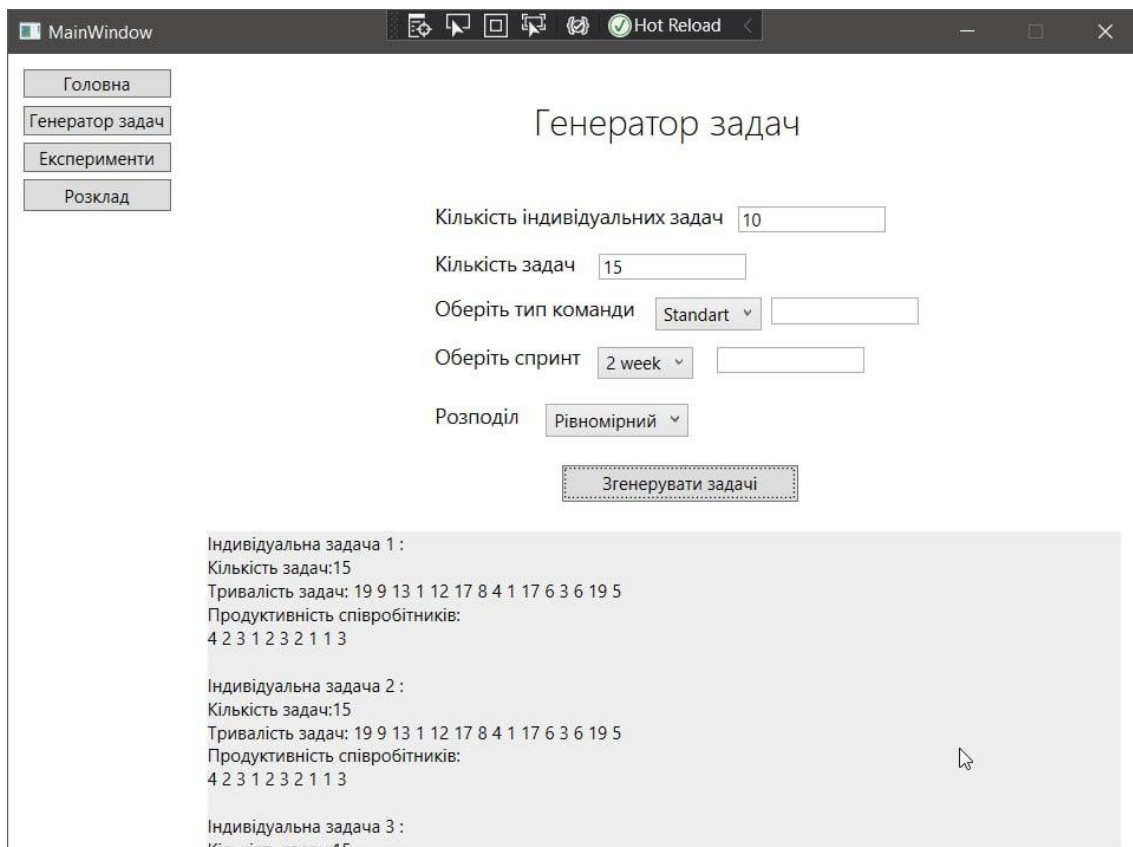 MainWindow
Hot Reload
Головна
Генератор задач
Експерименти
Розклад
Генератор задач
Кількість індивідуальних задач 10
Кількість задач 15
Оберіть тип команди Standart
Оберіть спринт 2 week
Розподіл Рівномірний
Згенерувати задачі
Індивідуальна задача 1 :
Кількість задач:15
Тривалість задач: 19 9 13 1 12 17 8 4 1 17 6 3 6 19 5
Продуктивність співробітників:
4 2 3 1 2 3 2 1 1 3
Індивідуальна задача 2 :
Кількість задач:15
Тривалість задач: 19 9 13 1 12 17 8 4 1 17 6 3 6 19 5
Продуктивність співробітників:
4 2 3 1 2 3 2 1 1 3
Індивідуальна задача 3 :